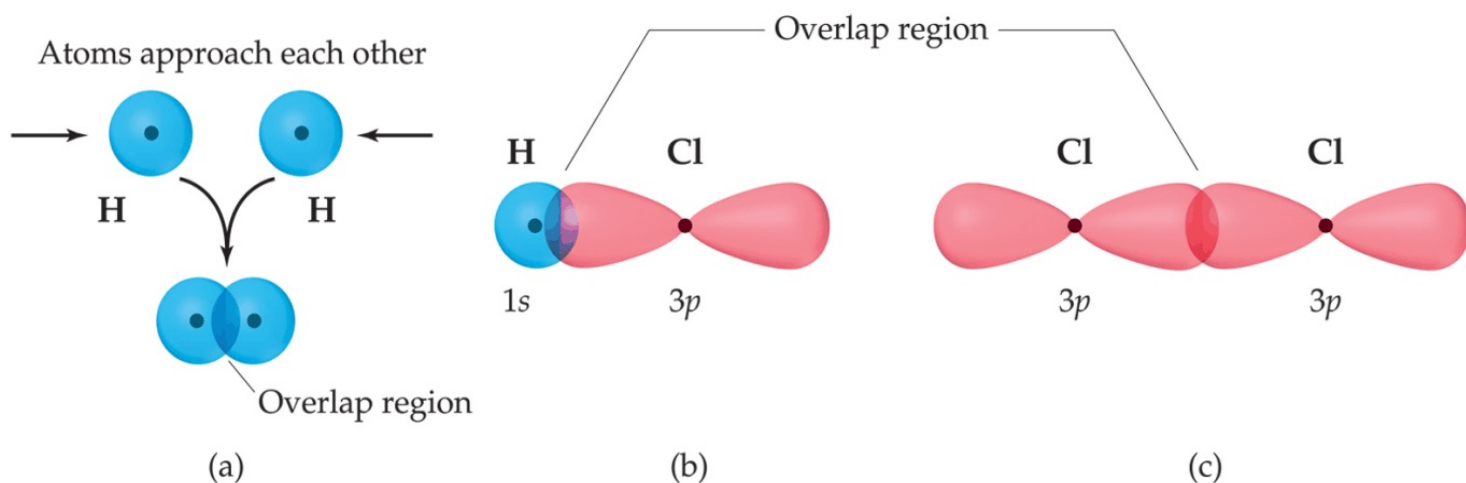 Atoms approach each other
H
H
Overlap region
(a)
Overlap region
H
Cl
1s
3p
(b)
Cl
Cl
3p
3p
(c)